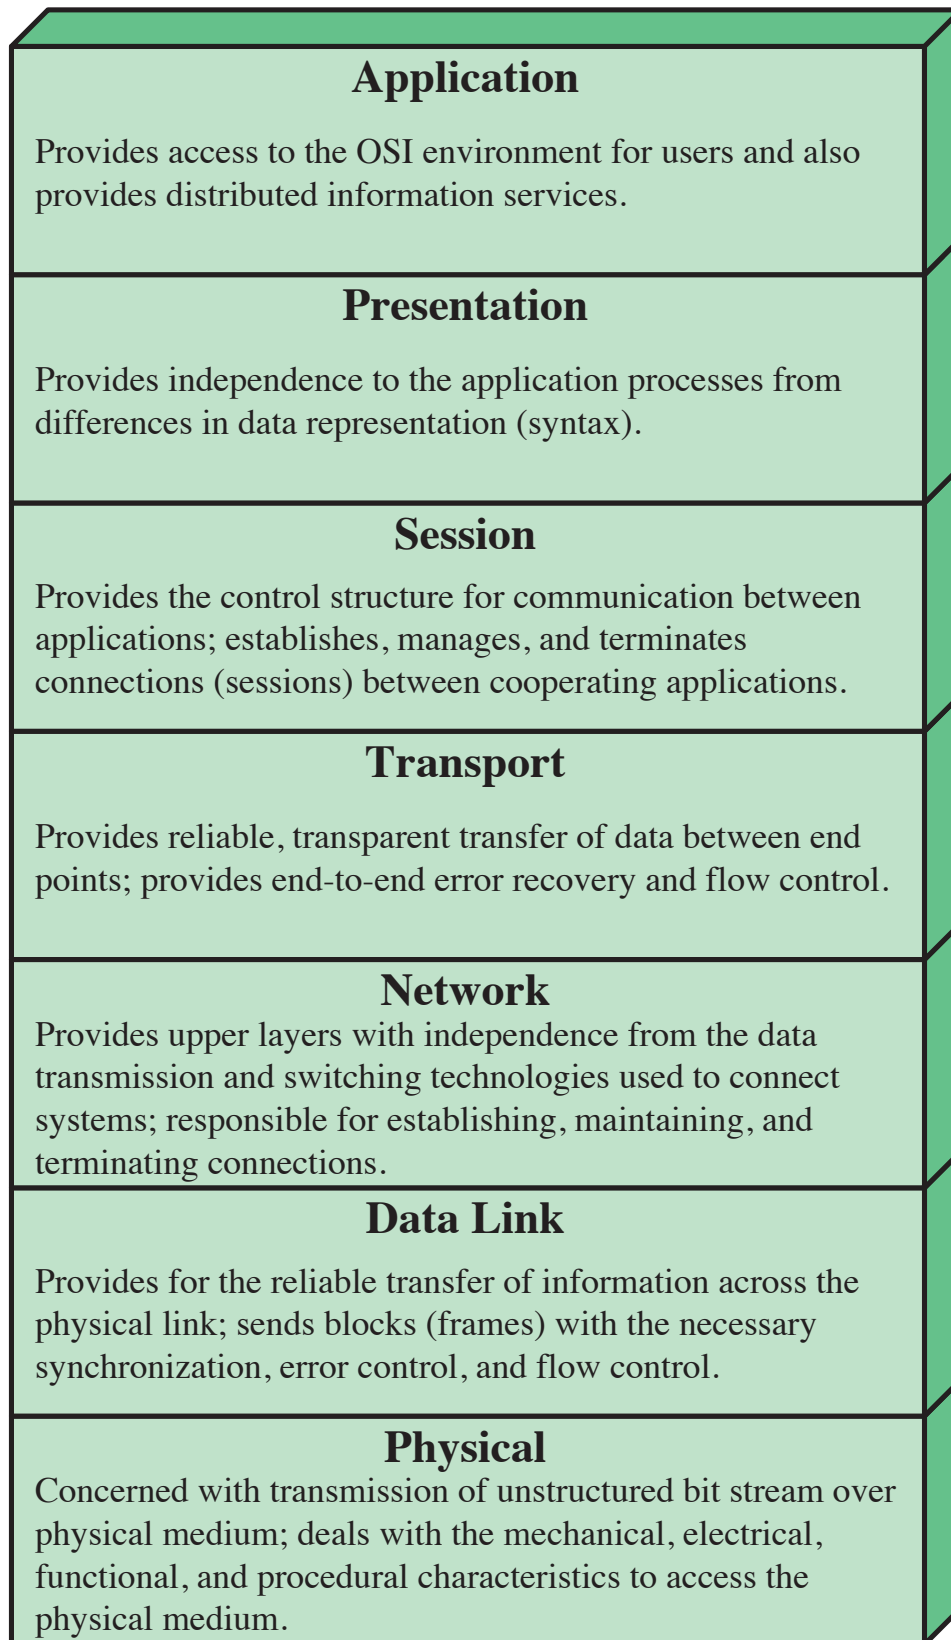 Application
Provides access to the OSI environment for users and also
provides distributed information services.
Presentation
Provides independence to the application processes from
differences in data representation (syntax).
Session
Provides the control structure for communication between
applications; establishes, manages, and terminates
connections (sessions) between cooperating applications.
Transport
Provides reliable, transparent transfer of data between end
points; provides end-to-end error recovery and flow control.
Network
Provides upper layers with independence from the data
transmission and switching technologies used to connect
systems; responsible for establishing, maintaining, and
terminating connections.
Data Link
Provides for the reliable transfer of information across the
physical link; sends blocks (frames) with the necessary
synchronization, error control, and flow control.
Physical
Concerned with transmission of unstructured bit stream over
physical medium; deals with the mechanical, electrical,
functional, and procedural characteristics to access the
physical medium.